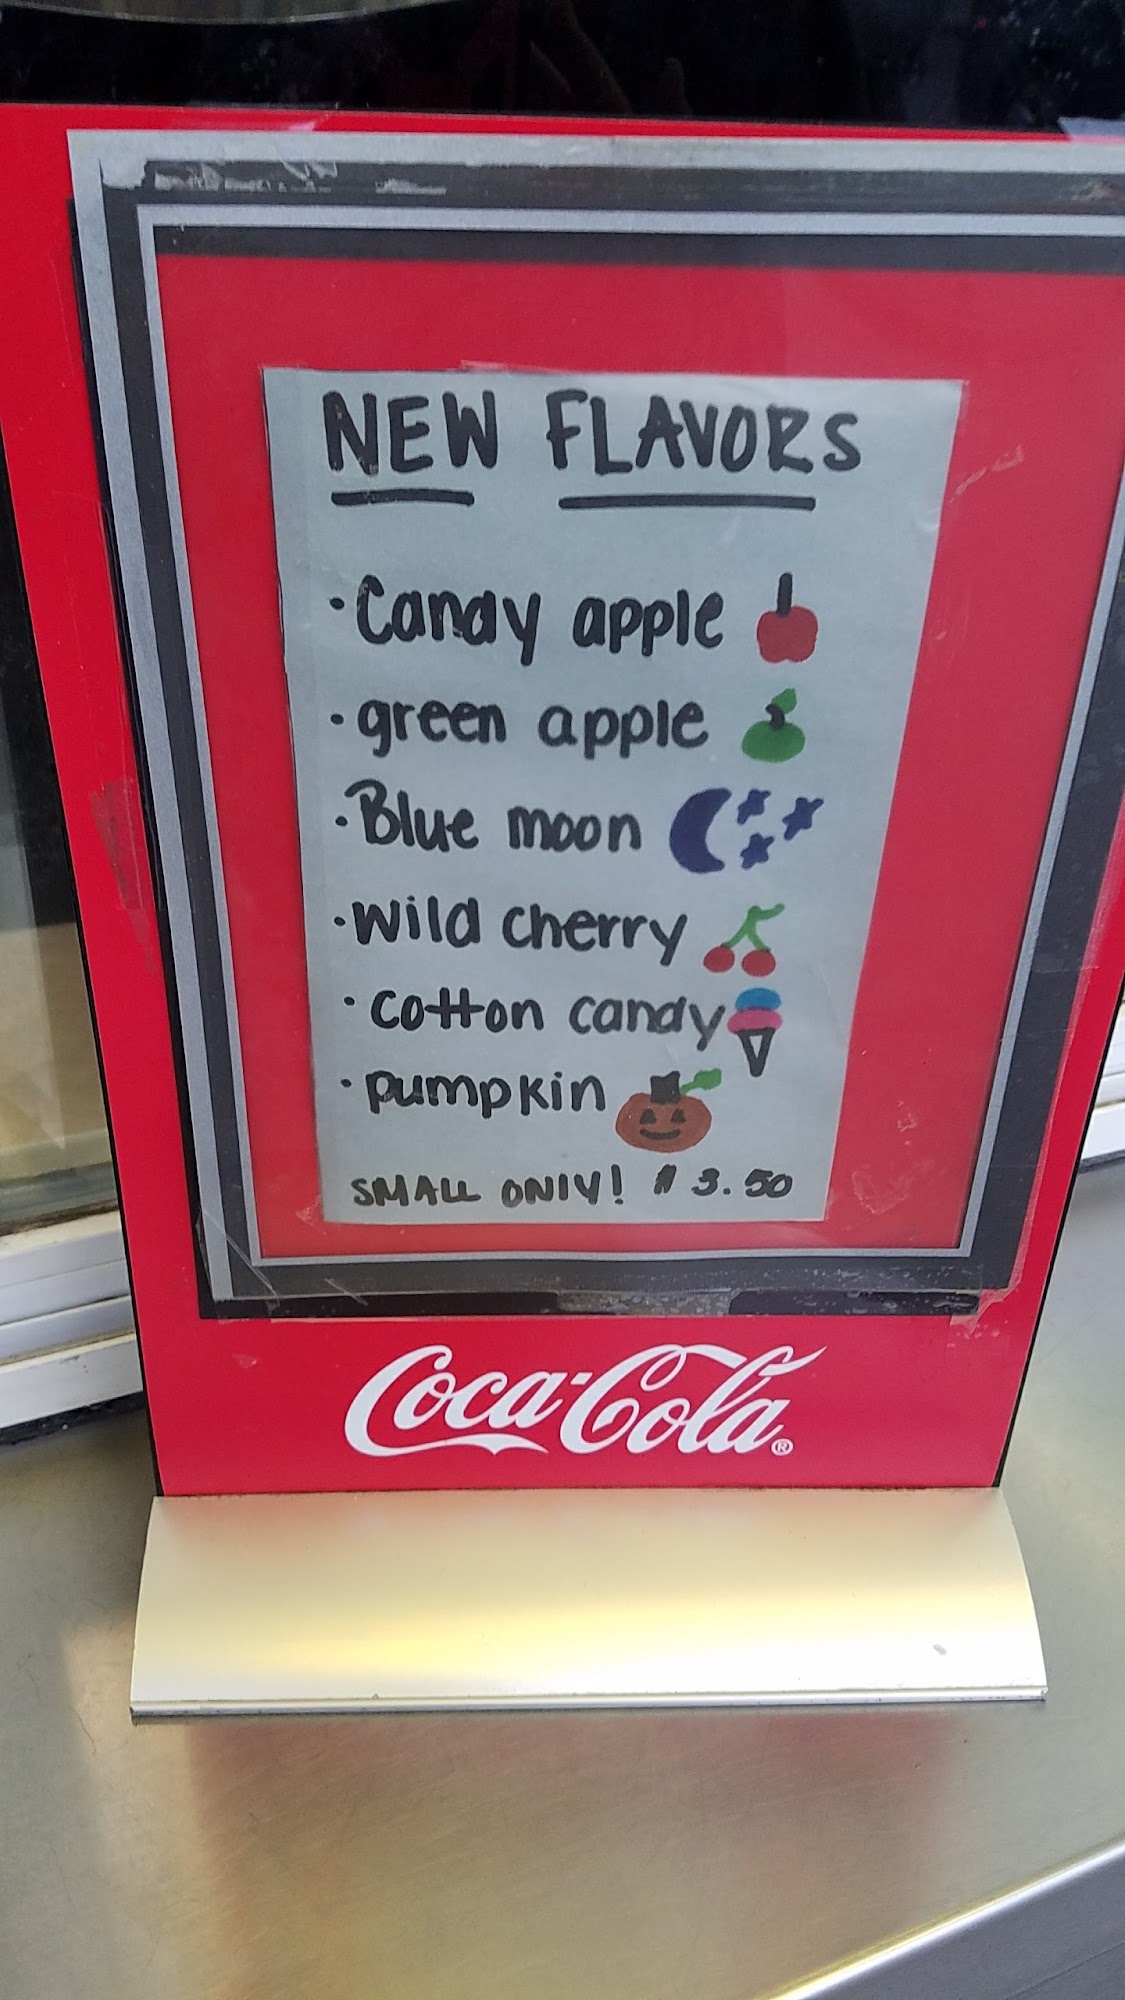 NEW FLAVORS
· Candy apple
· green apple
· Blue moon
· wild cherry
· cotton candy
· pumpkin
SMALL ONLY! $3.50
Coca-Cola®